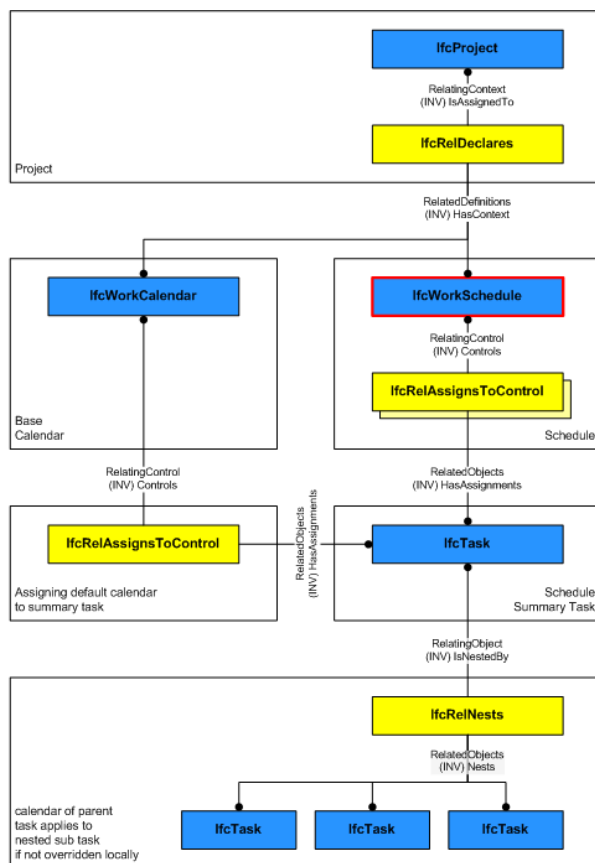 IfcProject
RelatingContext
(INV) IsAssignedTo
IfcRelDeclares
Project
RelatedDefinitions
(INV) HasContext
IfcWorkCalendar
IfcWorkSchedule
RelatingControl
(INV) Controls
IfcRelAssignsToControl
Base
Calendar
Schedule
RelatingControl
(INV) Controls
RelatedObjects
(INV) HasAssignments
IfcRelAssignsToControl
RelatedObjects
(INV) HasAssignments
IfcTask
Assigning default calendar
to summary task
Schedule
Summary Task
RelatingObject
(INV) IsNestedBy
IfcRelNests
RelatedObjects
(INV) Nests
calendar of parent
task applies to
nested sub task
if not overridden locally
IfcTask
IfcTask
IfcTask